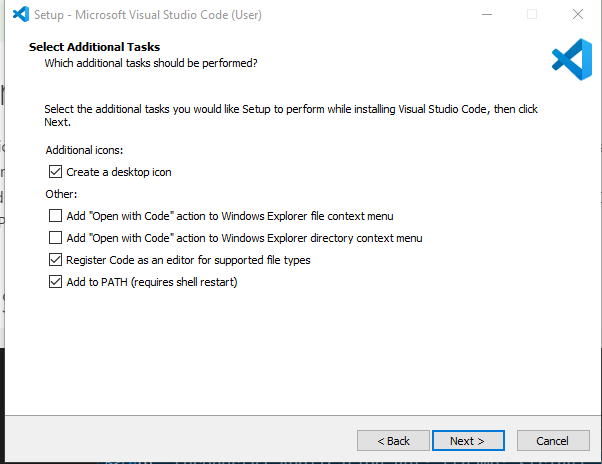 Setup - Microsoft Visual Studio Code (User)
Select Additional Tasks
Which additional tasks should be performed?
Select the additional tasks you would like Setup to perform while installing Visual Studio Code, then click
Next.
Additional icons:
Create a desktop icon
Other:
Add "Open with Code" action to Windows Explorer file context menu
Add "Open with Code" action to Windows Explorer directory context menu
Register Code as an editor for supported file types
Add to PATH (requires shell restart)
< Back
Next >
Cancel